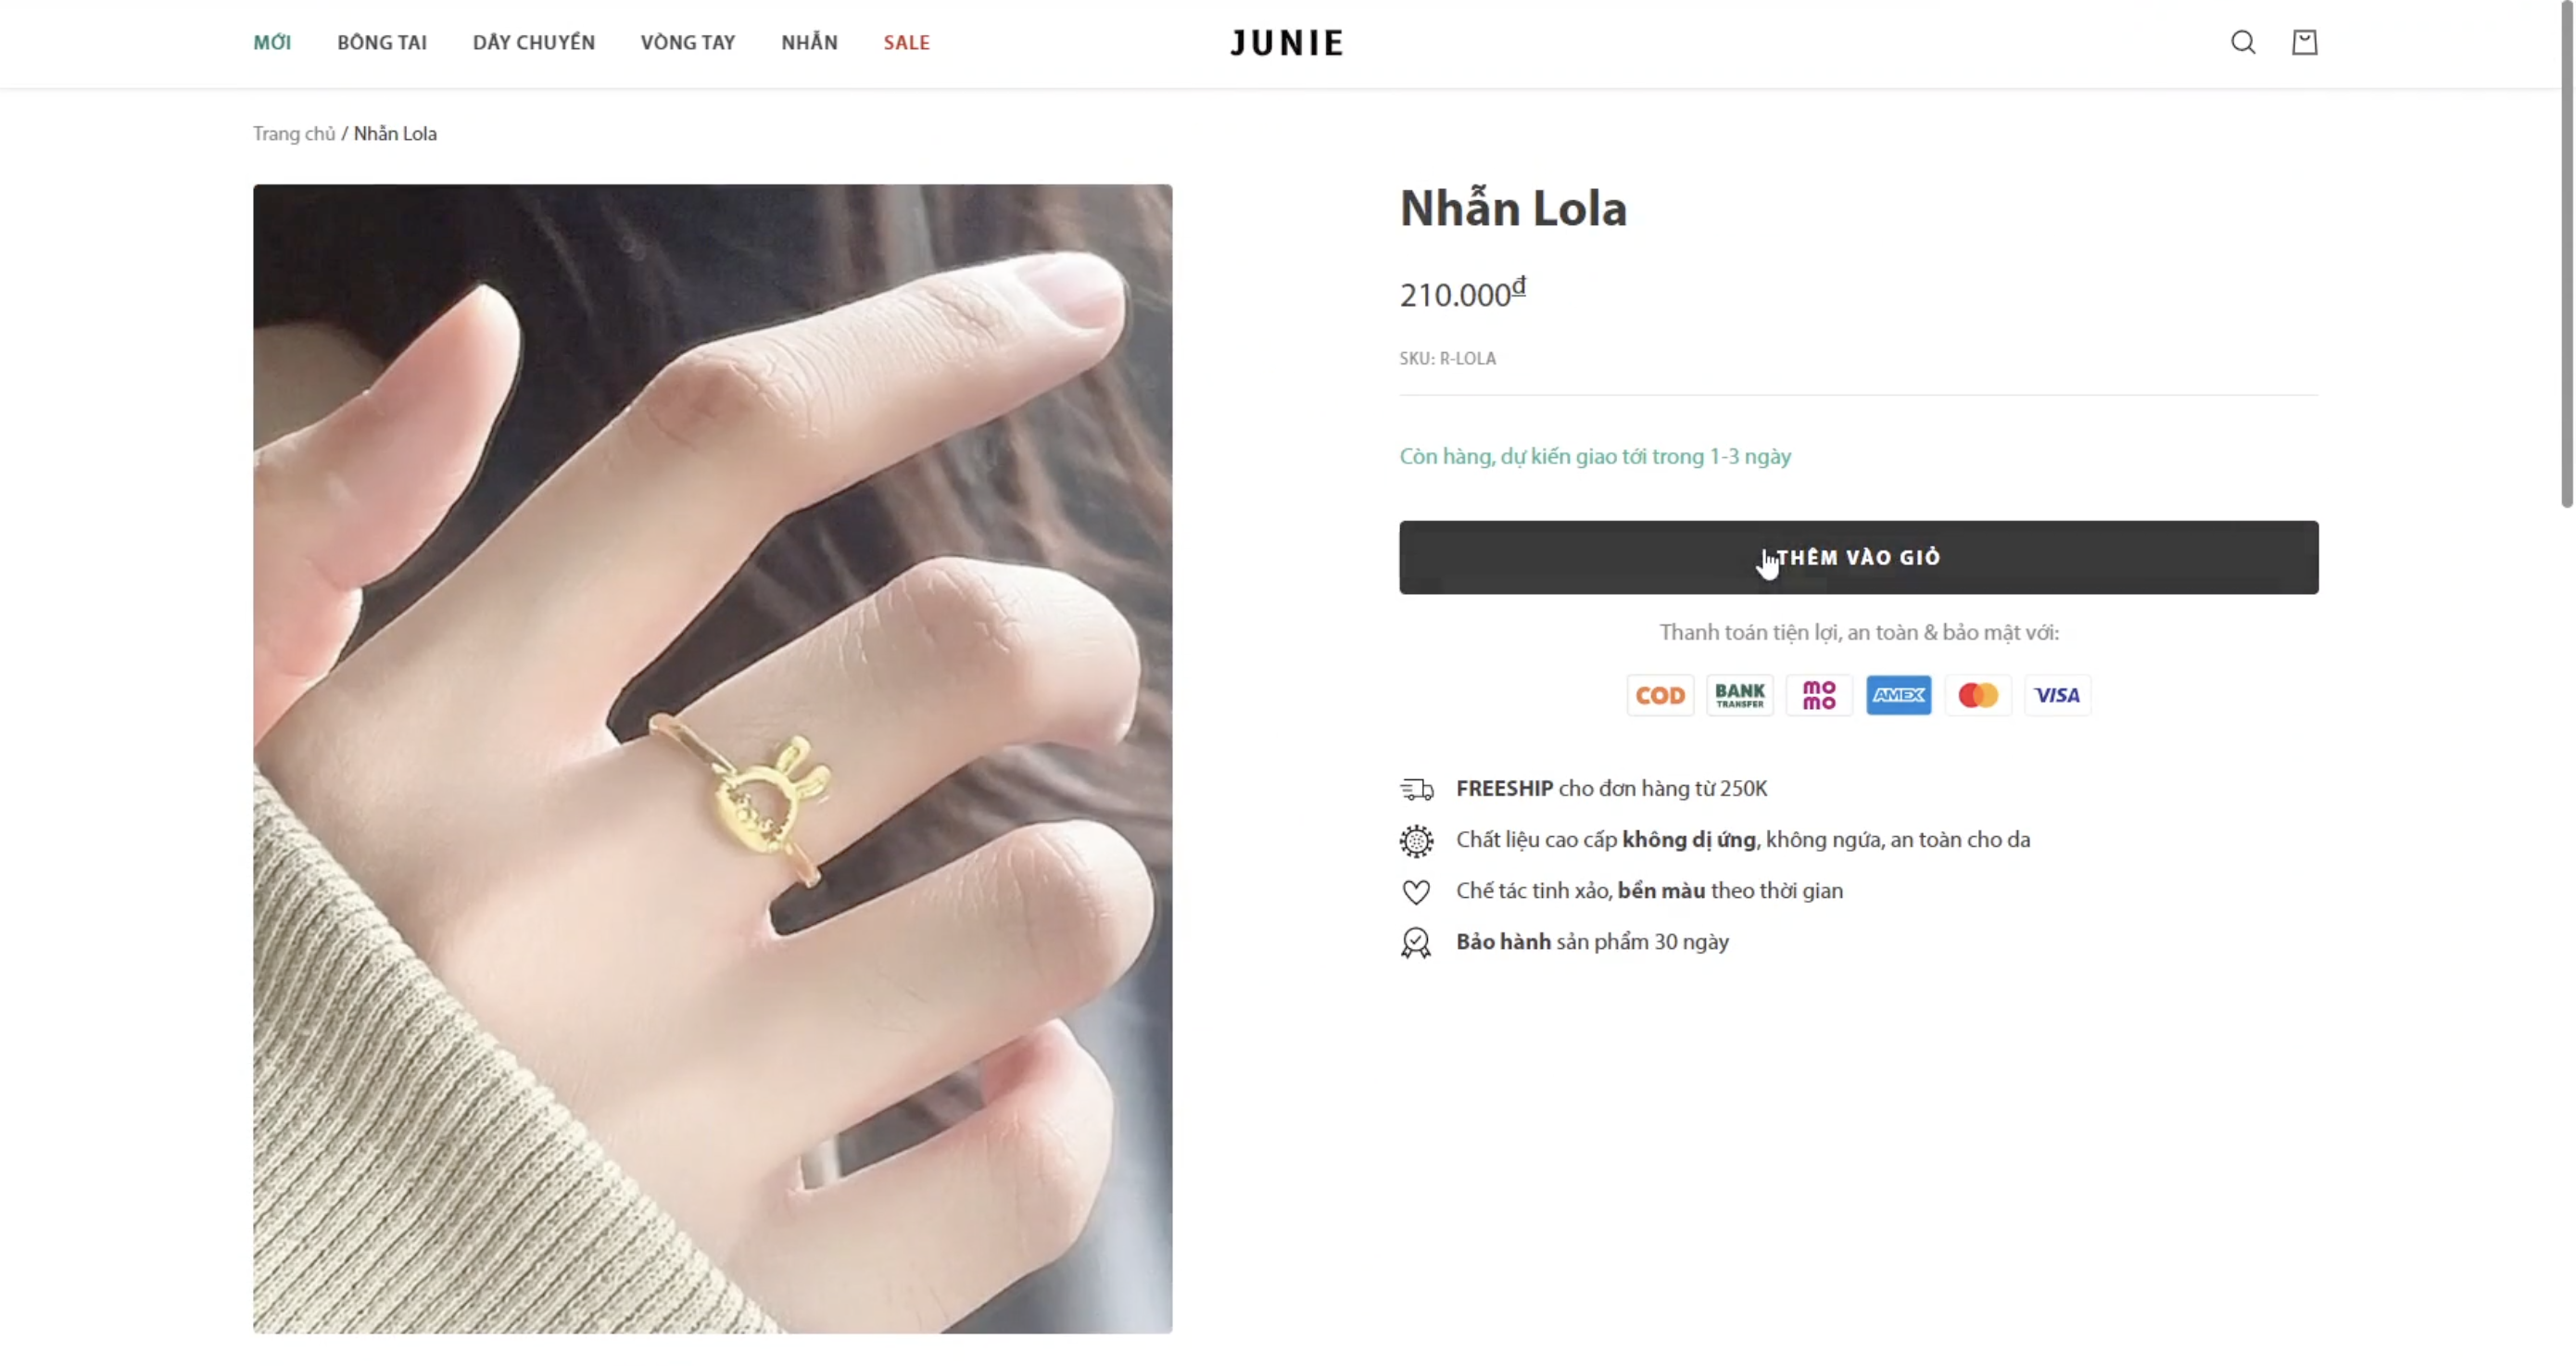 MỚI BÔNG TAI DÂY CHUYỀN VÒNG TAY NHẪN SALE JUNIE
Trang chủ / Nhẫn Lola
Nhẫn Lola
210.000₫
SKU: R-LOLA
Còn hàng, dự kiến giao tới trong 1-3 ngày
THÊM VÀO GIỎ
Thanh toán tiện lợi, an toàn & bảo mật với:
COD BANK TRANSFER MOMO AMEX VISA
FREESHIP cho đơn hàng từ 250K
Chất liệu cao cấp không dị ứng, không ngứa, an toàn cho da
Chế tác tinh xảo, bền màu theo thời gian
Bảo hành sản phẩm 30 ngày